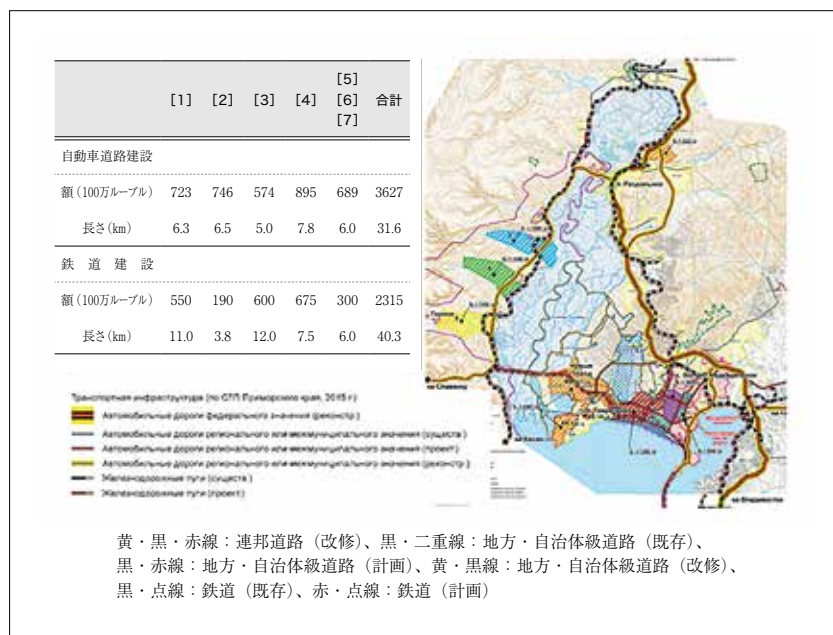 [5]
[1] [2] [3] [4] [6] 合計
[7]
自動車道路建設
額(100万ルーブル) 723 746 574 895 689 3627
長さ(km) 6.3 6.5 5.0 7.8 6.0 31.6
鉄道建設
額(100万ルーブル) 550 190 600 675 300 2315
長さ(km) 11.0 3.8 12.0 7.5 6.0 40.3
Транспортная инфраструктура (по СТП Приморского края, 2015 г)
Автомобильные дороги федерального значения (реконстр.)
Автомобильные дороги регионального или межмуниципального значения (существ.)
Автомобильные дороги регионального или межмуниципального значения (проект)
Автомобильные дороги регионального или межмуниципального значения (реконстр.)
Железнодорожные пути (существ.)
Железнодорожные пути (проект)
на Славянку
на Владивосток
黄・黒・赤線：連邦道路（改修）、黒・二重線：地方・自治体級道路（既存）、
黒・赤線：地方・自治体級道路（計画）、黄・黒線：地方・自治体級道路（改修）、
黒・点線：鉄道（既存）、赤・点線：鉄道（計画）